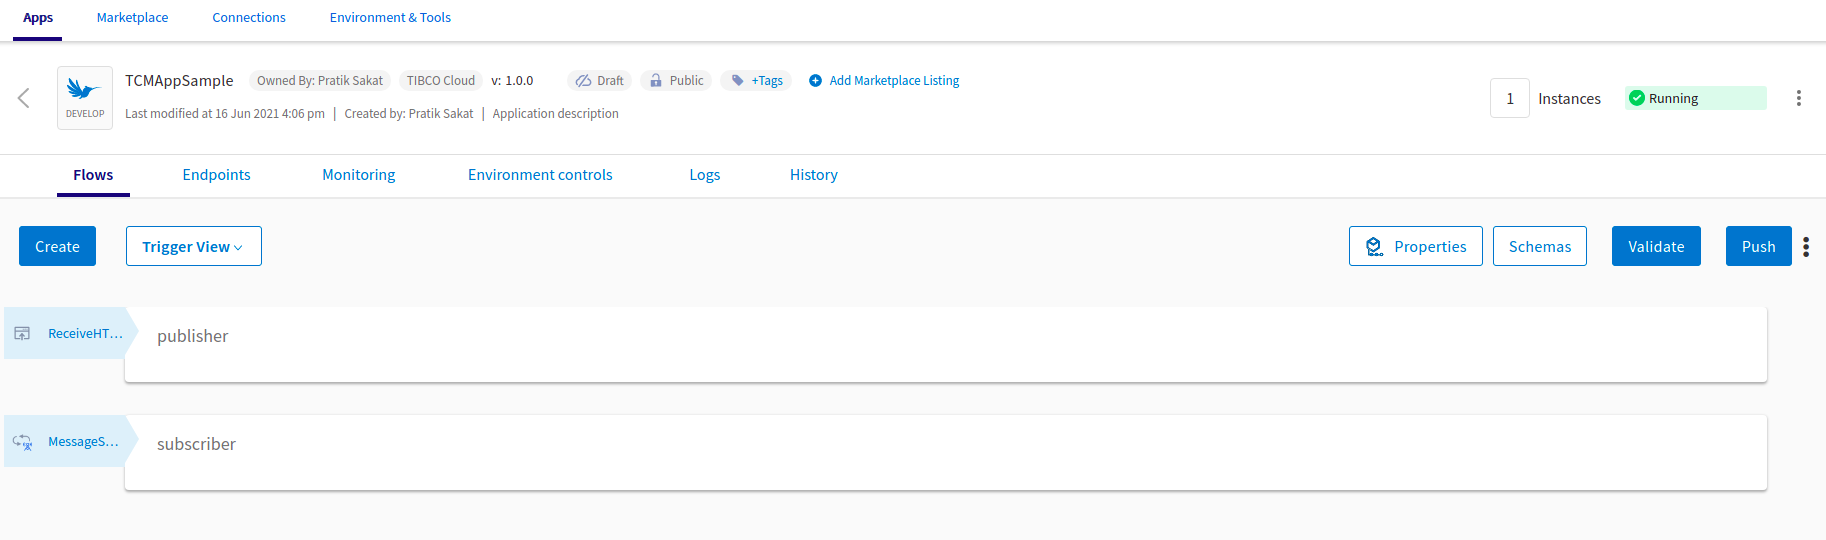 Apps Marketplace Connections Environment & Tools
TCMAppSample Owned By: Pratik Sakat TIBCO Cloud v: 1.0.0 Draft Public +Tags Add Marketplace Listing
DEVELOP
Last modified at 16 Jun 2021 4:06 pm | Created by: Pratik Sakat | Application description
1 Instances Running
Flows Endpoints Monitoring Environment controls Logs History
Create Trigger View Properties Schemas Validate Push
ReceiveHT... publisher
MessageS... subscriber